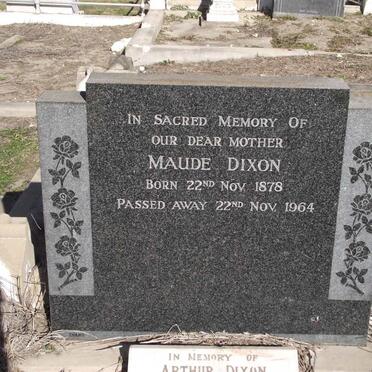 IN SACRED MEMORY OF
OUR DEAR MOTHER
MAUDE DIXON
BORN 22ND NOV. 1878
PASSED AWAY 22ND NOV. 1964
IN MEMORY OF
ARTHUR DIXON